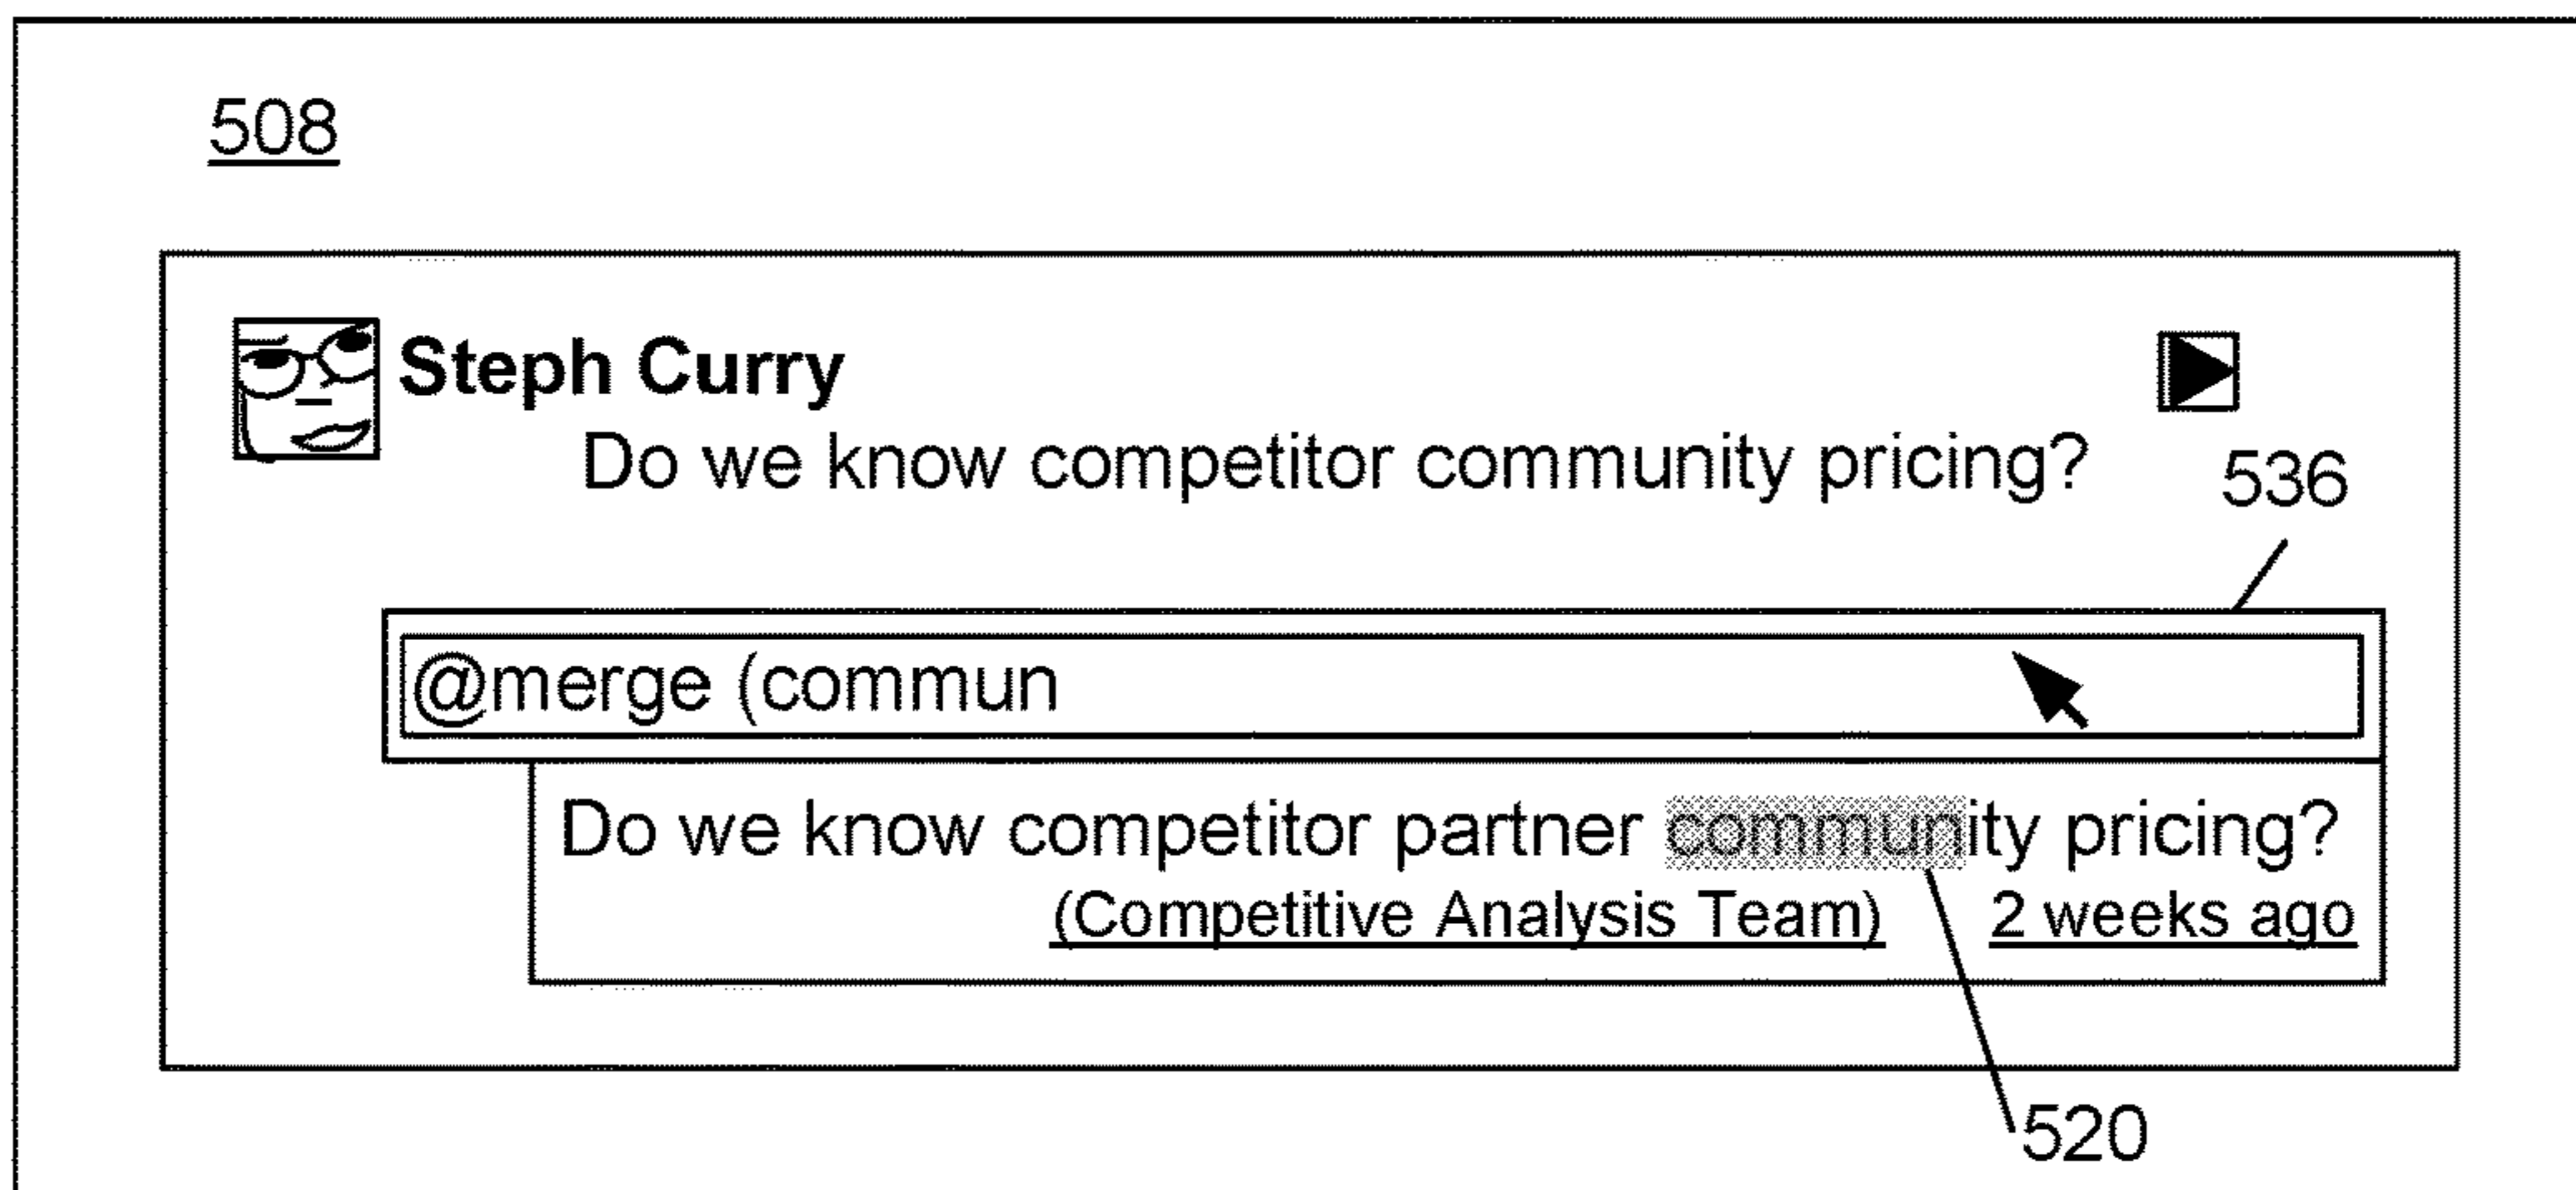 508
Steph Curry
Do we know competitor community pricing?
536
@merge (commun
Do we know competitor partner community pricing?
(Competitive Analysis Team) 2 weeks ago
520